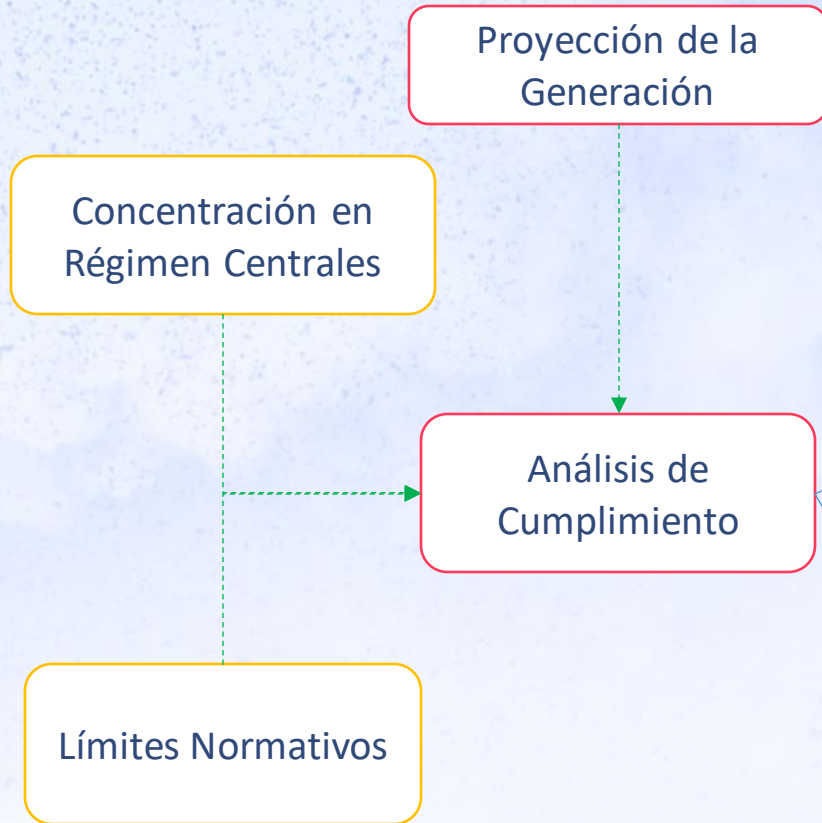 Proyección de la
Generación
Concentración en
Régimen Centrales
Análisis de
Cumplimiento
Límites Normativos